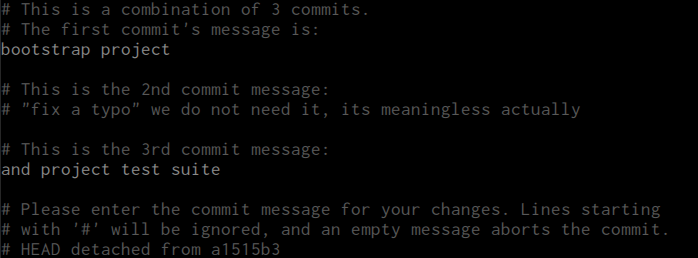 # This is a combination of 3 commits.
# The first commit's message is:
bootstrap project
# This is the 2nd commit message:
# "fix a typo" we do not need it, its meaningless actually
# This is the 3rd commit message:
and project test suite
# Please enter the commit message for your changes. Lines starting
# with '#' will be ignored, and an empty message aborts the commit.
# HEAD detached from a1515b3